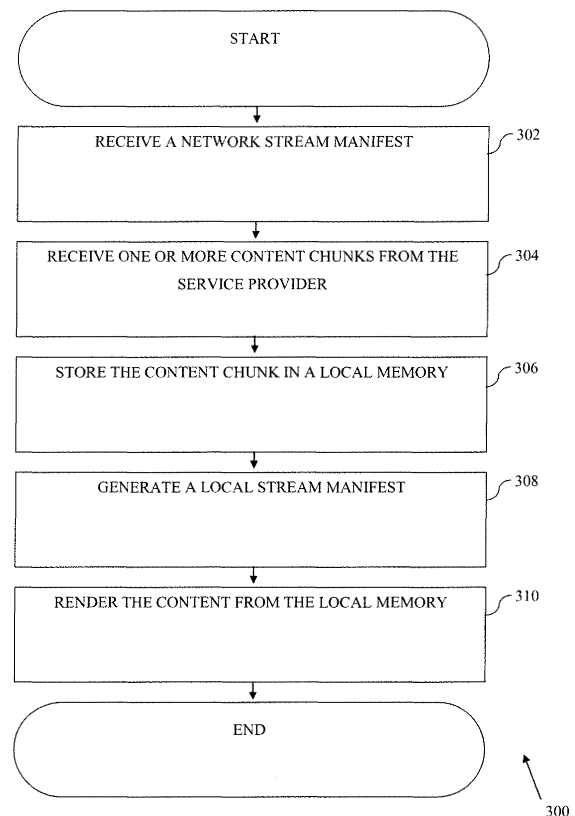 START
RECEIVE A NETWORK STREAM MANIFEST
302
RECEIVE ONE OR MORE CONTENT CHUNKS FROM THE
SERVICE PROVIDER
304
STORE THE CONTENT CHUNK IN A LOCAL MEMORY
306
GENERATE A LOCAL STREAM MANIFEST
308
RENDER THE CONTENT FROM THE LOCAL MEMORY
310
END
300